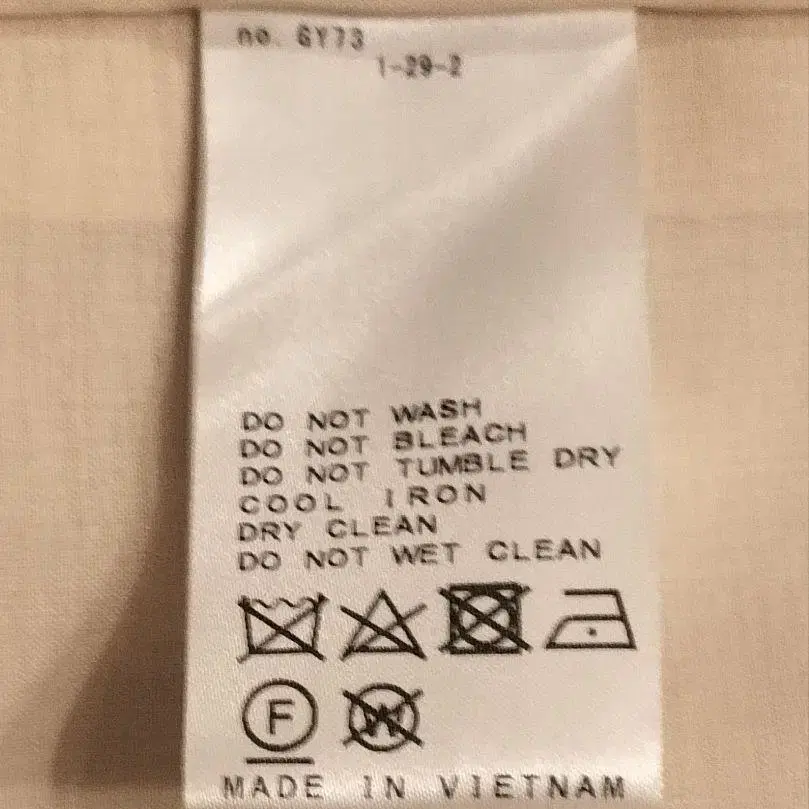 no. GY73
1-29-2
DO NOT WASH
DO NOT BLEACH
DO NOT TUMBLE DRY
COOL IRON
DRY CLEAN
DO NOT WET CLEAN
F W
MADE IN VIETNAM